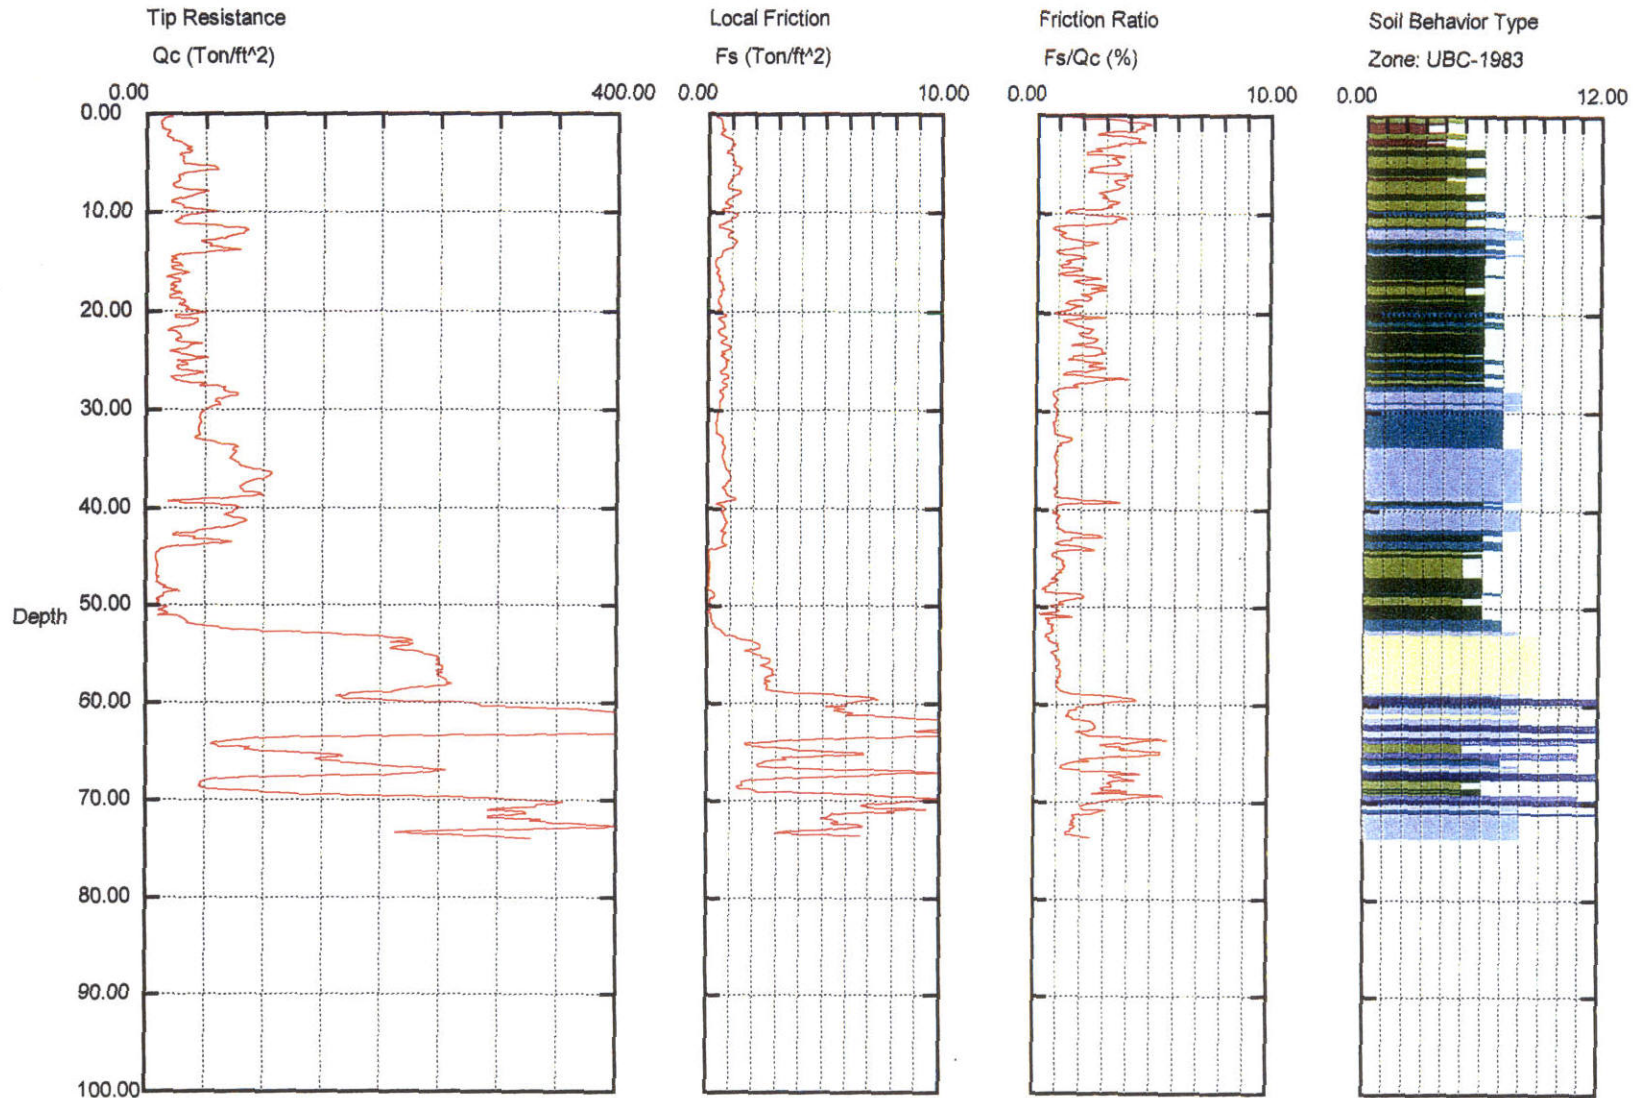 Tip Resistance
Qc (Ton/ft^2)
Local Friction
Fs (Ton/ft^2)
Friction Ratio
Fs/Qc (%)
Soil Behavior Type
Zone: UBC-1983
0.00 400.00
0.00 10.00
0.00 10.00
0.00 12.00
0.00
10.00
20.00
30.00
40.00
50.00
Depth
60.00
70.00
80.00
90.00
100.00